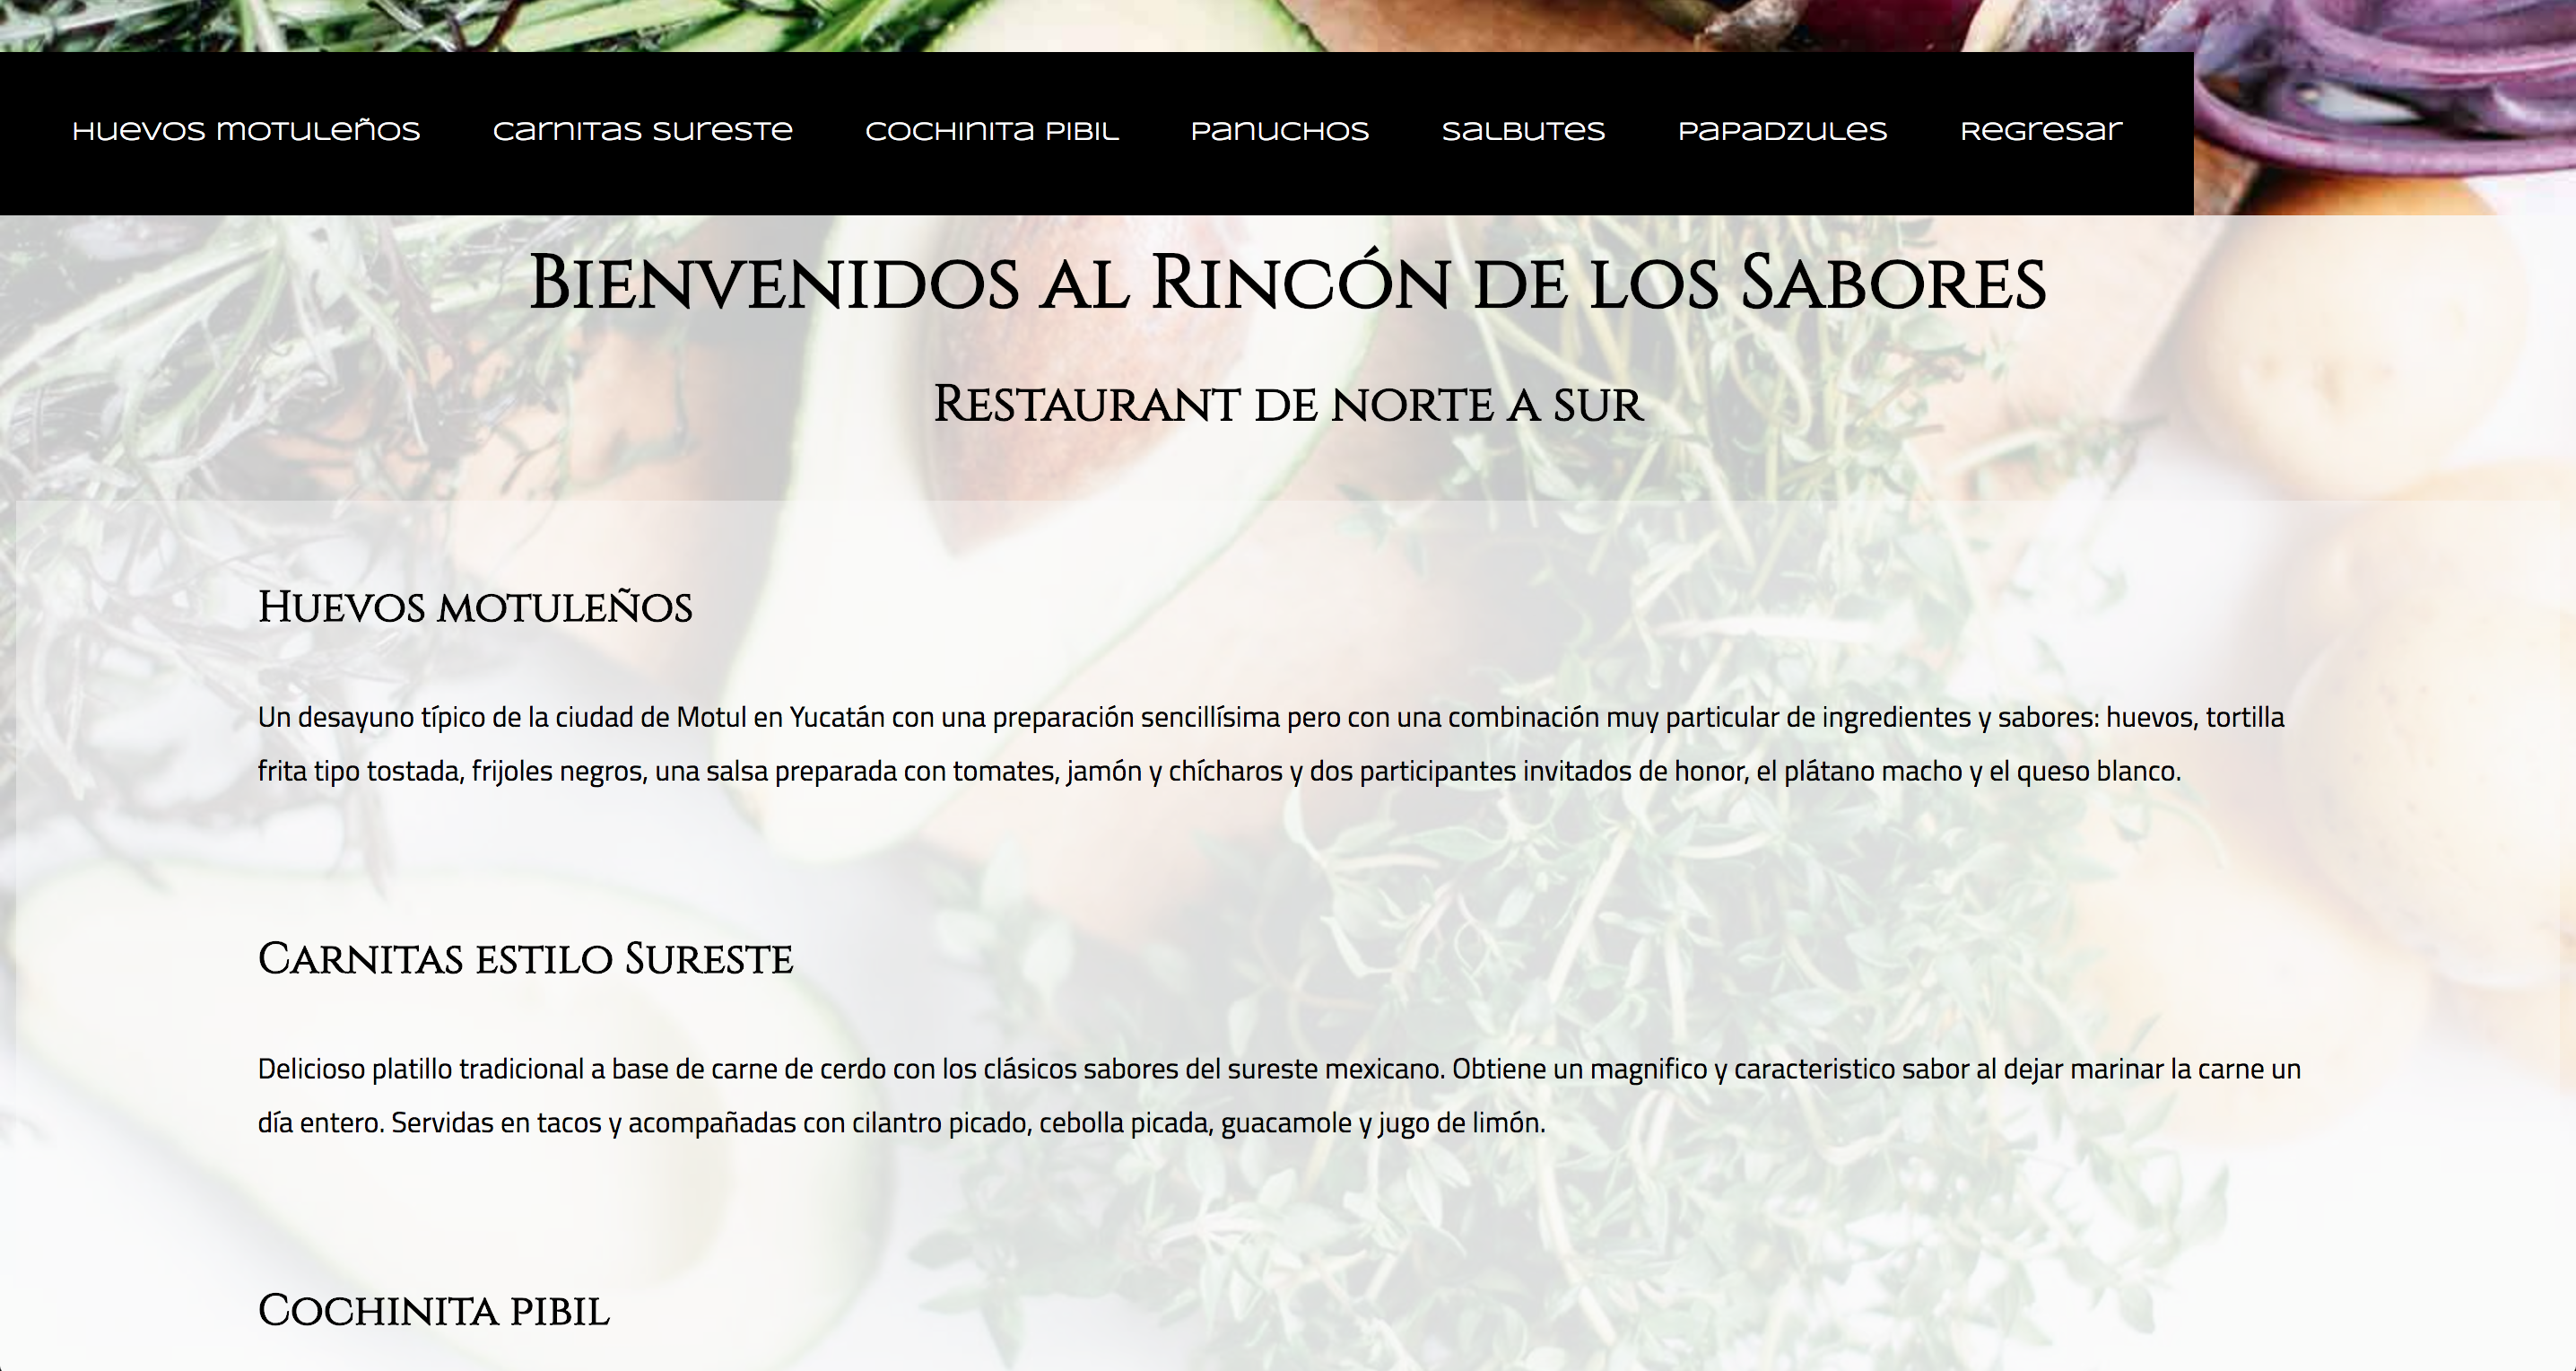 Huevos motuleños Carnitas sureste Cochinita pibil Panuchos Salbutes Papadzules Regresar
Bienvenidos al Rincón de los Sabores
Restaurant de norte a sur
Huevos motuleños
Un desayuno típico de la ciudad de Motul en Yucatán con una preparación sencillísima pero con una combinación muy particular de ingredientes y sabores: huevos, tortilla
frita tipo tostada, frijoles negros, una salsa preparada con tomates, jamón y chícharos y dos participantes invitados de honor, el plátano macho y el queso blanco.
Carnitas estilo Sureste
Delicioso platillo tradicional a base de carne de cerdo con los clásicos sabores del sureste mexicano. Obtiene un magnifico y caracteristico sabor al dejar marinar la carne un
día entero. Servidas en tacos y acompañadas con cilantro picado, cebolla picada, guacamole y jugo de limón.
Cochinita pibil